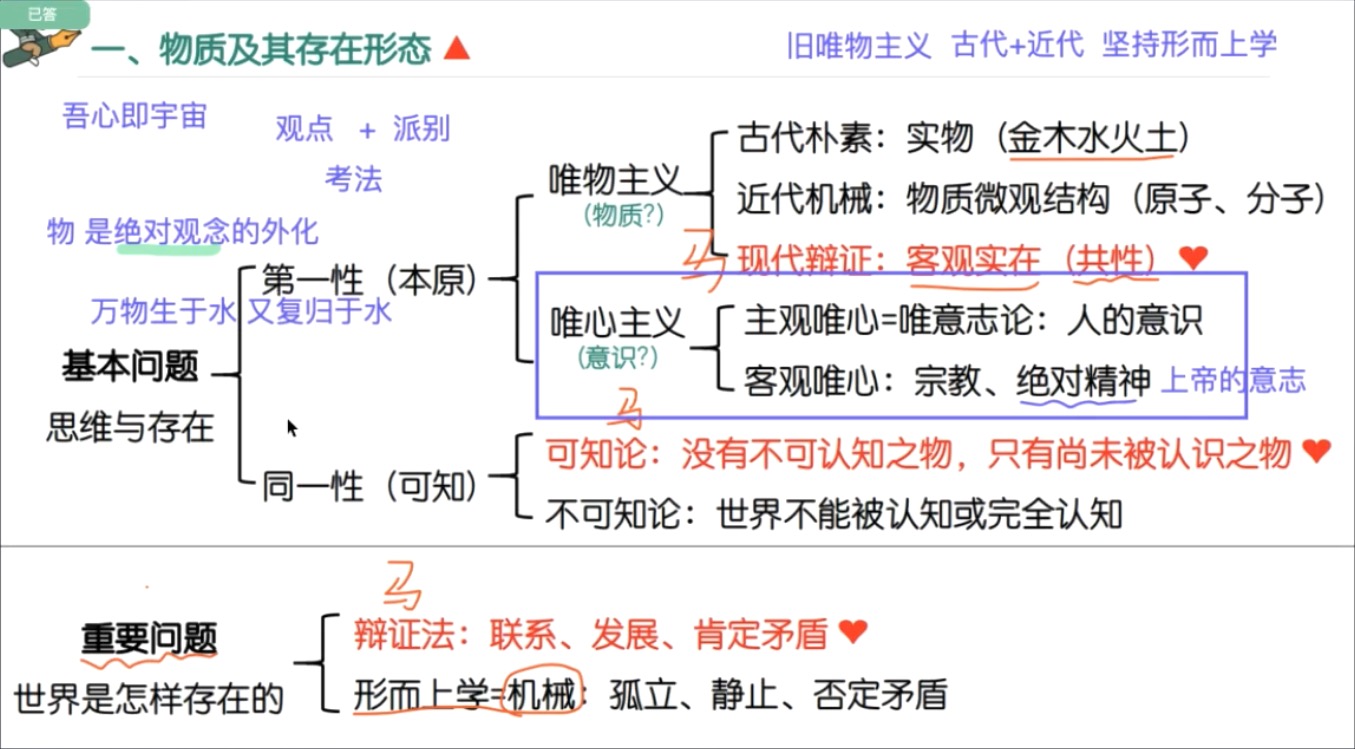 已答
一、物质及其存在形态
旧唯物主义 古代+近代 坚持形而上学
吾心即宇宙
观点 + 派别
考法
物 是绝对观念的外化
万物生于水 又复归于水
基本问题
思维与存在
第一性（本原）
唯物主义
（物质?）
古代朴素：实物（金木水火土）
近代机械：物质微观结构（原子、分子）
马
现代辩证：客观实在（共性）
唯心主义
（意识?）
主观唯心=唯意志论：人的意识
客观唯心：宗教、绝对精神 上帝的意志
同一性（可知）
马
可知论：没有不可认知之物，只有尚未被认识之物
不可知论：世界不能被认知或完全认知
重要问题
世界是怎样存在的
马
辩证法：联系、发展、肯定矛盾
形而上学=机械：孤立、静止、否定矛盾